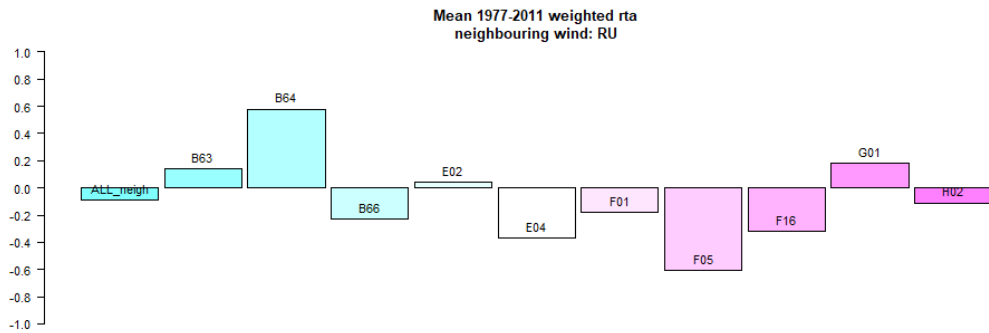 Mean 1977-2011 weighted rta
neighbouring wind: RU
1.0
0.8
0.6
0.4
0.2
0.0
-0.2
-0.4
-0.6
-0.8
-1.0
ALL_neigh
B63
B64
B66
E02
E04
F01
F05
F16
G01
H02